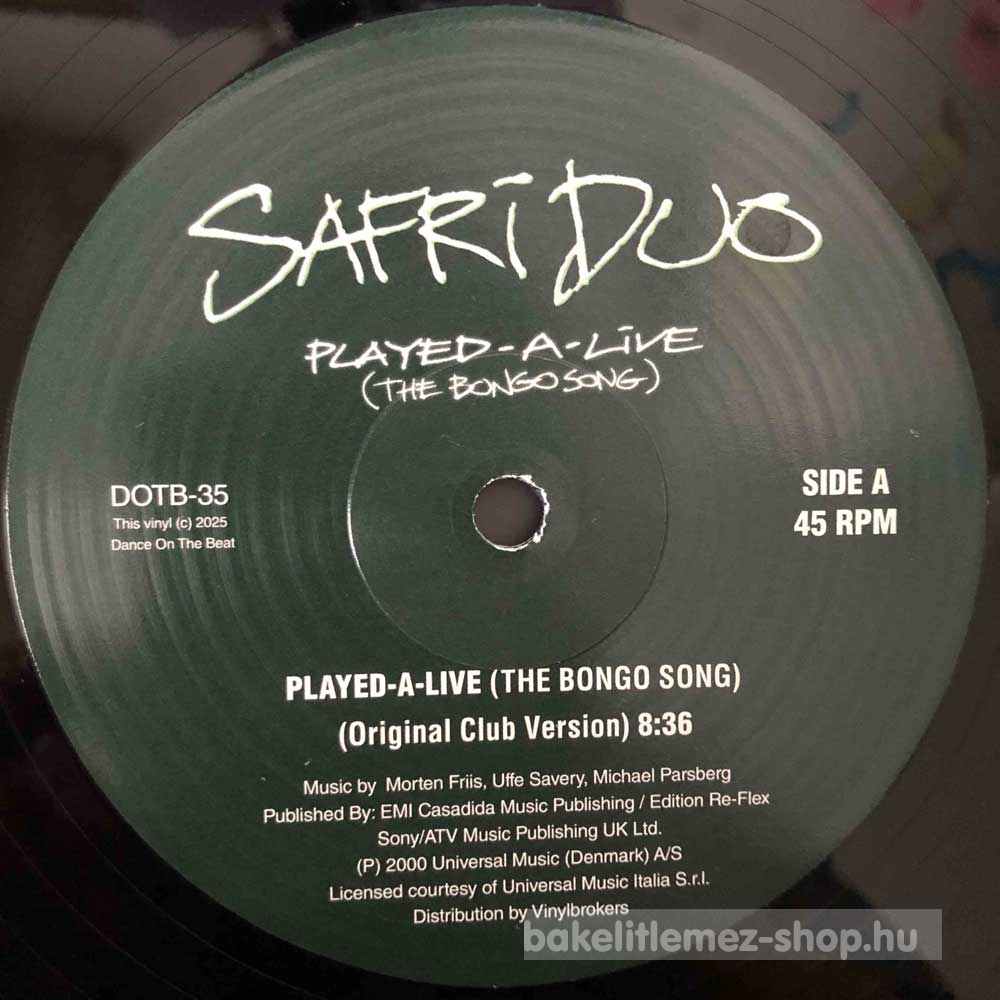 SAFRi DUO
PLAYED-A-LiVE
(THE BONGO SONG)
DOTB-35
This vinyl (c) 2025
Dance On The Beat
SIDE A
45 RPM
PLAYED-A-LIVE (THE BONGO SONG)
(Original Club Version) 8:36
Music by Morten Friis, Uffe Savery, Michael Parsberg
Published By: EMI Casadida Music Publishing / Edition Re-Flex
Sony/ATV Music Publishing UK Ltd.
(P) 2000 Universal Music (Denmark) A/S
Licensed courtesy of Universal Music Italia S.r.l.
Distribution by Vinylbrokers
bakelitlemez-shop.hu